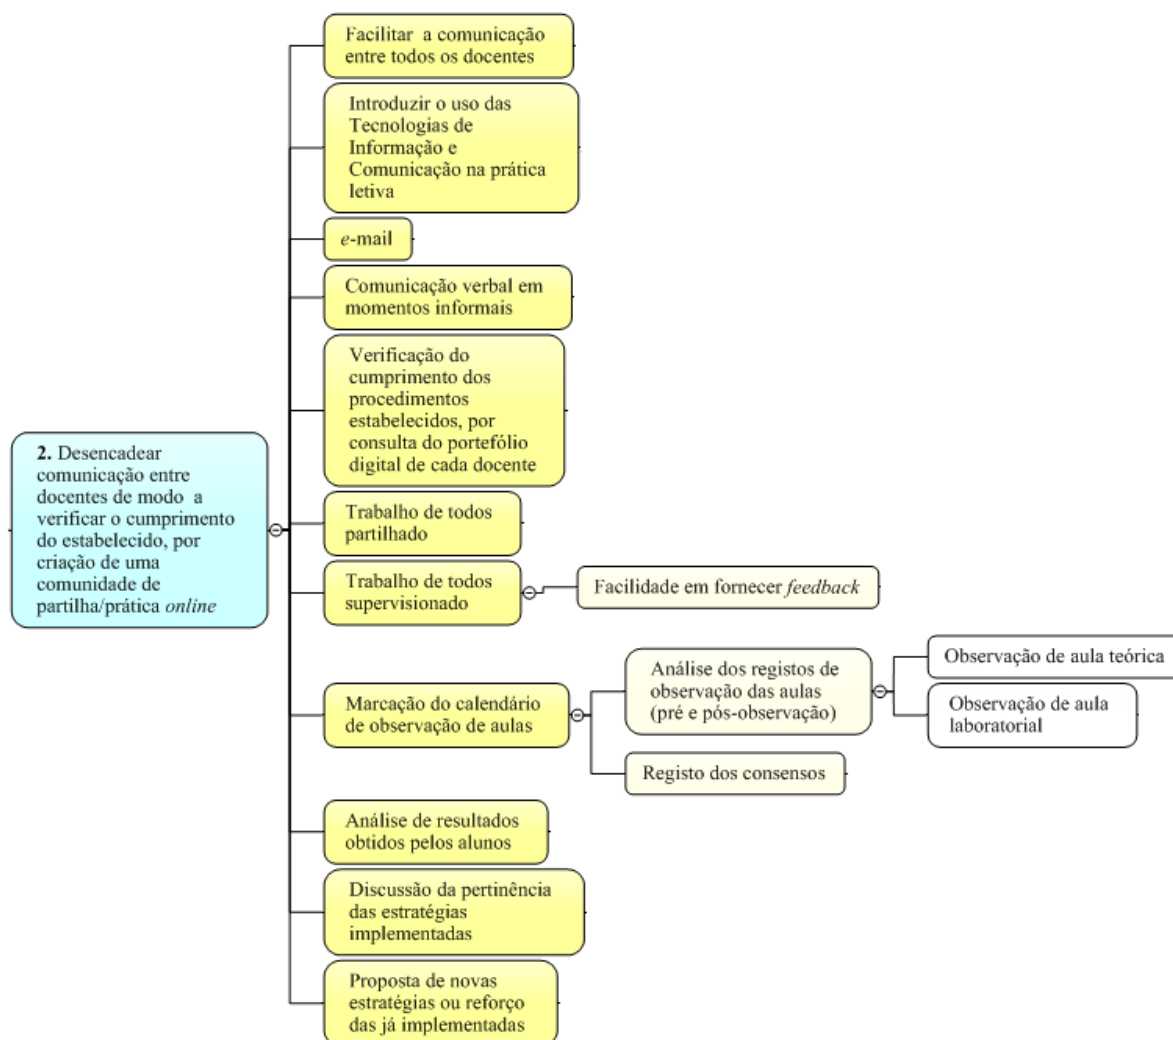 Facilitar a comunicação
entre todos os docentes
Introduzir o uso das
Tecnologias de
Informação e
Comunicação na prática
letiva
e-mail
Comunicação verbal em
momentos informais
Verificação do
cumprimento dos
procedimentos
estabelecidos, por
consulta do portefólio
digital de cada docente
2. Desencadear
comunicação entre
docentes de modo a
verificar o cumprimento
do estabelecido, por
criação de uma
comunidade de
partilha/prática online
Trabalho de todos
partilhado
Trabalho de todos
supervisionado
Facilidade em fornecer feedback
Marcação do calendário
de observação de aulas
Análise dos registos de
observação das aulas
(pré e pós-observação)
Observação de aula teórica
Observação de aula
laboratorial
Registo dos consensos
Análise de resultados
obtidos pelos alunos
Discussão da pertinência
das estratégias
implementadas
Proposta de novas
estratégias ou reforço
das já implementadas